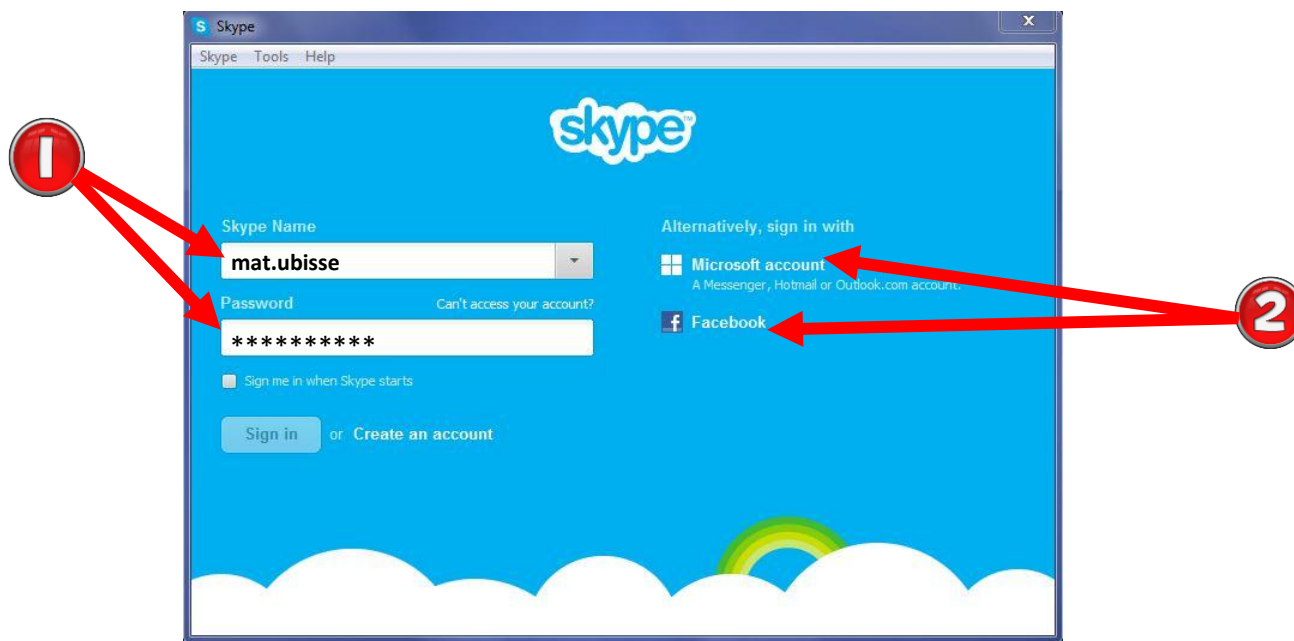 Skype
Skype Tools Help
skype™
1
Skype Name
mat.ubisse
Password Can't access your account?
**********
Sign me in when Skype starts
Sign in or Create an account
Alternatively, sign in with
Microsoft account
A Messenger, Hotmail or Outlook.com account.
Facebook
2